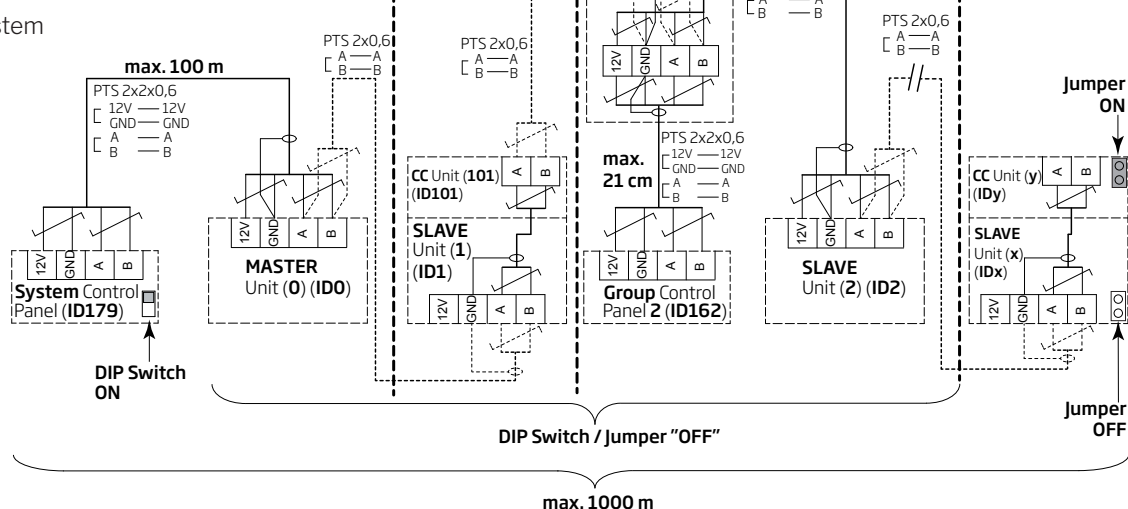 stem
max. 100 m
PTS 2x2x0,6
12V — 12V
GND — GND
A — A
B — B
PTS 2x0,6
A — A
B — B
PTS 2x0,6
A — A
B — B
A — A
B — B
PTS 2x0,6
A — A
B — B
12V GND A B
max.
21 cm
PTS 2x2x0,6
12V — 12V
GND — GND
A — A
B — B
Jumper
ON
12V GND A B
System Control
Panel (ID179)
DIP Switch
ON
12V GND A B
MASTER
Unit (0) (ID0)
CC Unit (101)
(ID101)
A B
SLAVE
Unit (1)
(ID1)
12V GND A B
12V GND A B
Group Control
Panel 2 (ID162)
12V GND A B
SLAVE
Unit (2) (ID2)
CC Unit (y)
(IDy)
A B
SLAVE
Unit (x)
(IDx)
12V GND A B
Jumper
OFF
DIP Switch / Jumper "OFF"
max. 1000 m